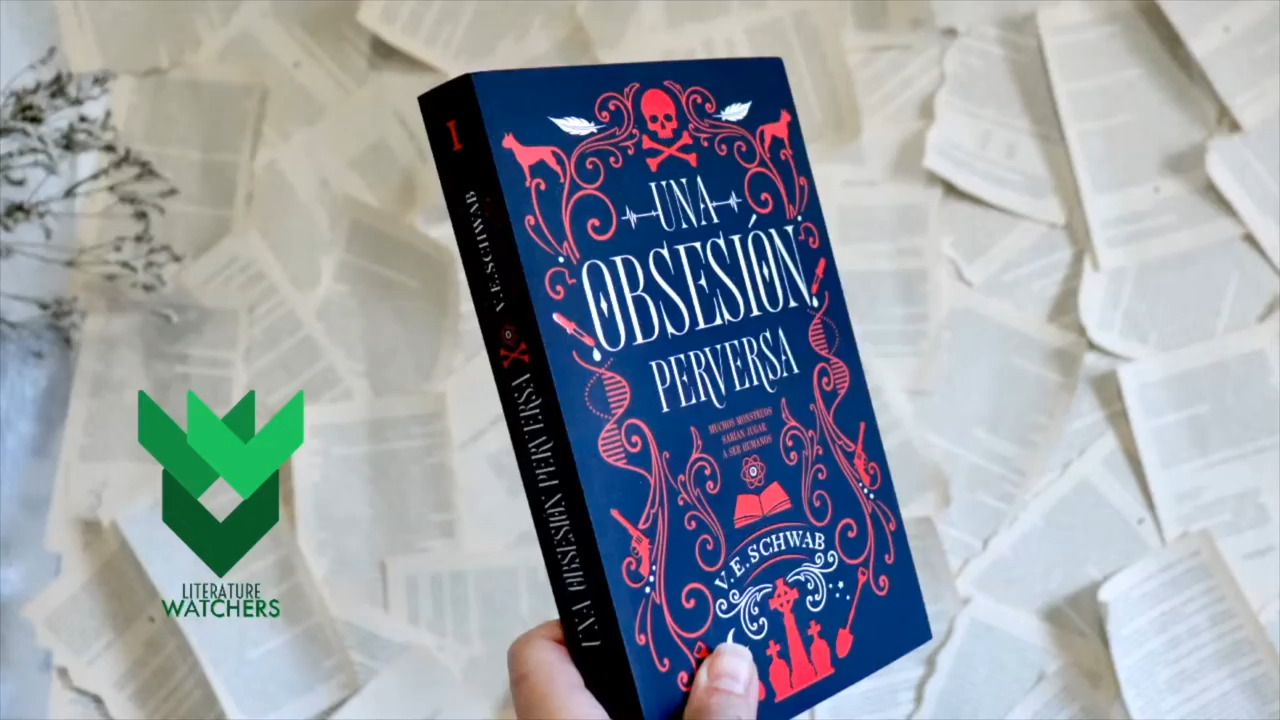 UNA
OBSESIÓN
PERVERSA
MUCHOS MONSTRUOS
SABÍAN JUGAR
A SER HUMANOS
V.E. SCHWAB
I
V.E. SCHWAB
UNA OBSESIÓN PERVERSA
LITERATURE
WATCHERS